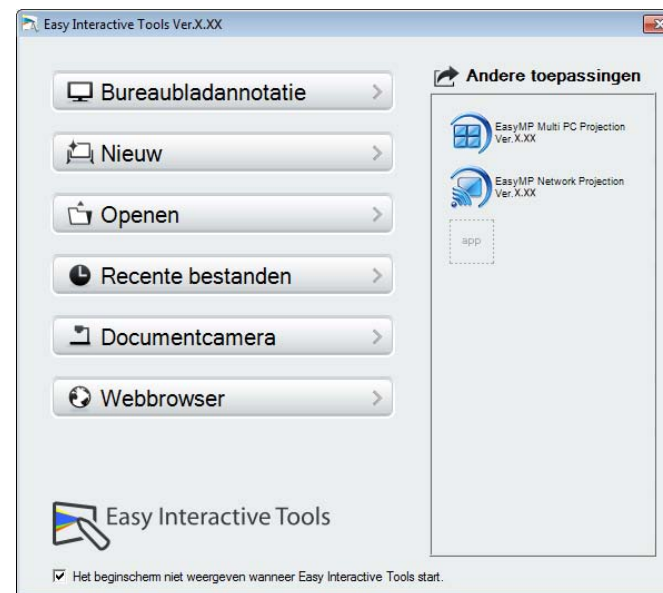 Easy Interactive Tools Ver.X.XX
Bureaubladannotatie
Nieuw
Openen
Recente bestanden
Documentcamera
Webbrowser
Andere toepassingen
EasyMP Multi PC Projection
Ver.X.XX
EasyMP Network Projection
Ver.X.XX
app
Easy Interactive Tools
Het beginscherm niet weergeven wanneer Easy Interactive Tools start.